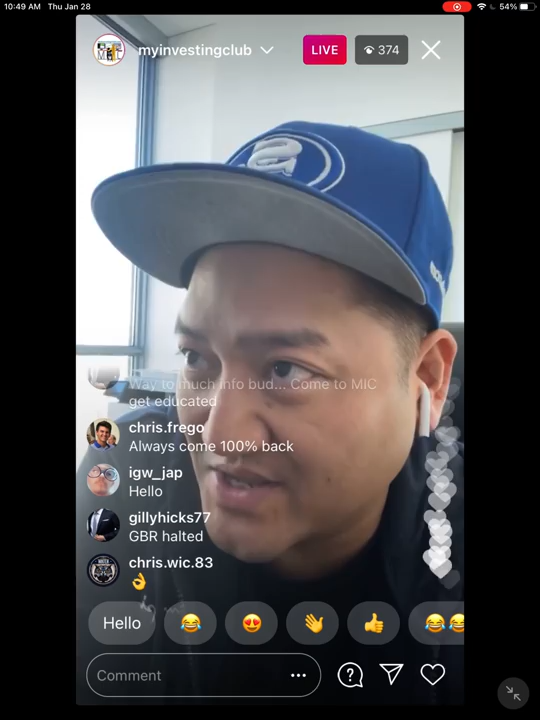 10:49 AM Thu Jan 28
54%
myinvestingclub
LIVE
374
Way to much info bud... Come to MIC
get educated
chris.frego
Always come 100% back
igw_jap
Hello
gillyhicks77
GBR halted
chris.wic.83
👌
Hello 😂 😍 👋 👍 😂😂
Comment